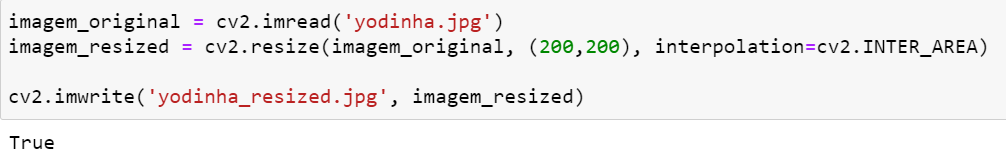 imagem_original = cv2.imread('yodinha.jpg')
imagem_resized = cv2.resize(imagem_original, (200,200), interpolation=cv2.INTER_AREA)
cv2.imwrite('yodinha_resized.jpg', imagem_resized)
True